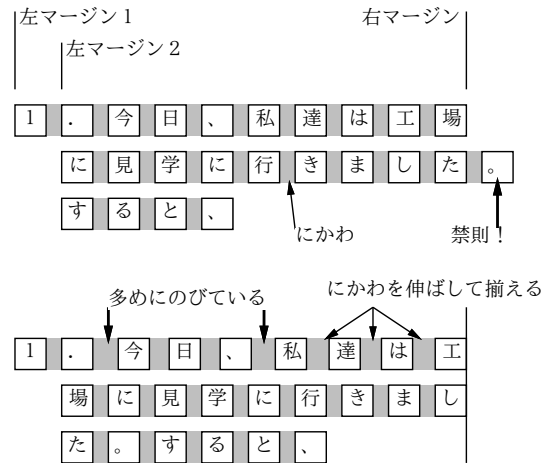 左マージン1 右マージン
左マージン2
1.今日、私達は工場
に見学に行きました。
すると、
にかわ 禁則!
多めにのびている にかわを伸ばして揃える
1.今日、私達は工
場に見学に行きまし
た。すると、